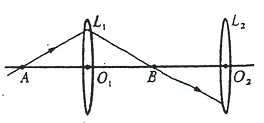 L₁ L₂
A O₁ B O₂